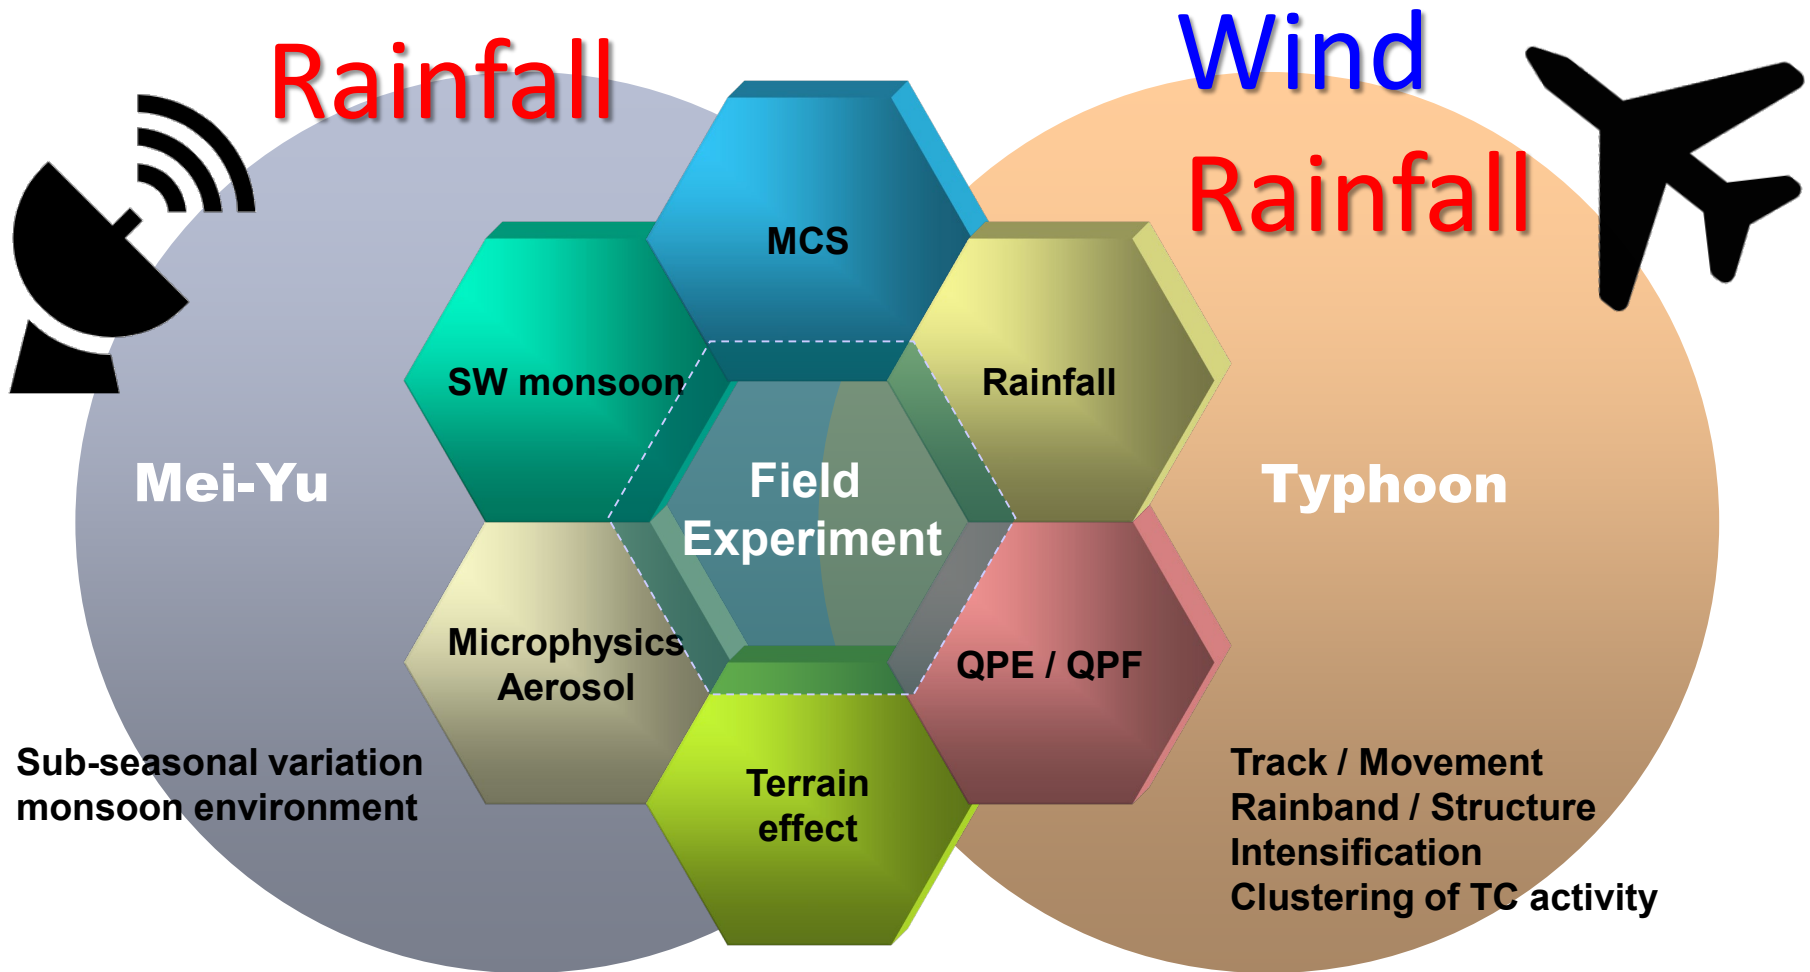 Rainfall
Wind
Rainfall
MCS
SW monsoon
Rainfall
Mei-Yu
Field
Experiment
Typhoon
Microphysics
Aerosol
QPE / QPF
Terrain
effect
Sub-seasonal variation
monsoon environment
Track / Movement
Rainband / Structure
Intensification
Clustering of TC activity